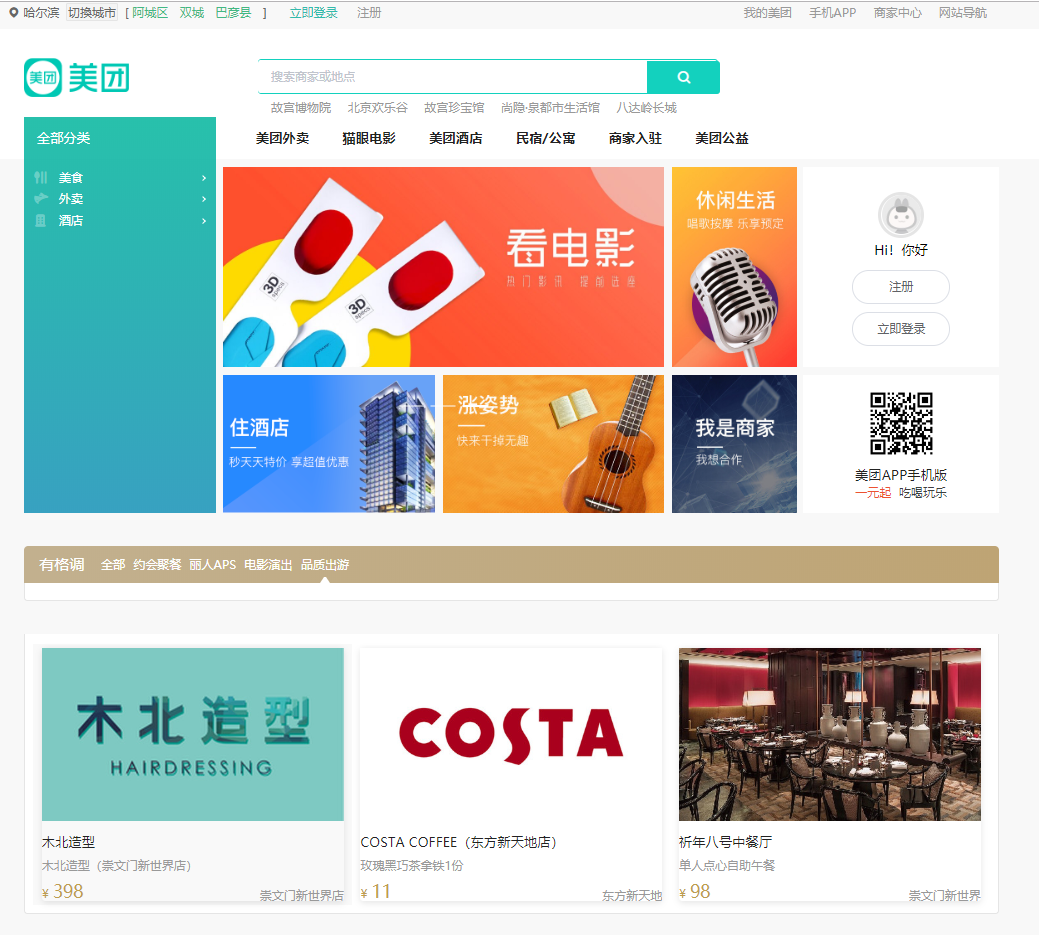 哈尔滨 切换城市 [ 阿城区 双城 巴彦县 ] 立即登录 注册 我的美团 手机APP 商家中心 网站导航
美团 美团
搜索商家或地点
故宫博物院 北京欢乐谷 故宫珍宝馆 尚隐·泉都市生活馆 八达岭长城
全部分类 美团外卖 猫眼电影 美团酒店 民宿/公寓 商家入驻 美团公益
美食 >
外卖 >
酒店 >
3D
specs
3D
specs
看电影
热门影讯 提前选座
休闲生活
唱歌按摩 乐享预定
Hi！你好
注册
立即登录
住酒店
秒天天特价 享超值优惠
涨姿势
快来干掉无趣
我是商家
我想合作
美团APP手机版
一元起 吃喝玩乐
有格调 全部 约会聚餐 丽人APS 电影演出 品质出游
木北造型
HAIRDRESSING
COSTA
木北造型
木北造型（崇文门新世界店）
¥ 398 崇文门新世界店
COSTA COFFEE（东方新天地店）
玫瑰黑巧茶拿铁1份
¥ 11 东方新天地
祈年八号中餐厅
单人点心自助午餐
¥ 98 崇文门新世界